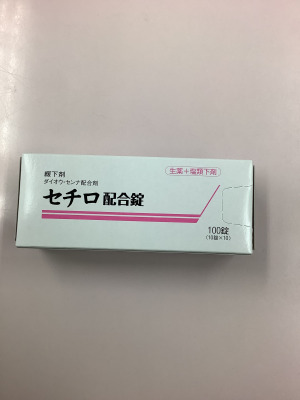 緩下剤
ダイオウ・センナ配合剤
生薬＋塩類下剤
セチロ配合錠
100錠
(10錠×10)